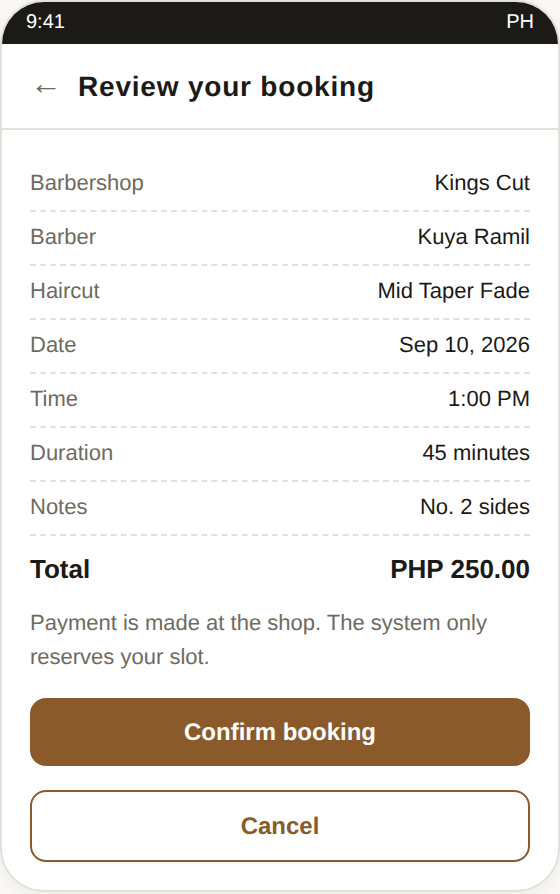 9:41 PH
← Review your booking
Barbershop Kings Cut
Barber Kuya Ramil
Haircut Mid Taper Fade
Date Sep 10, 2026
Time 1:00 PM
Duration 45 minutes
Notes No. 2 sides
Total PHP 250.00
Payment is made at the shop. The system only
reserves your slot.
Confirm booking
Cancel